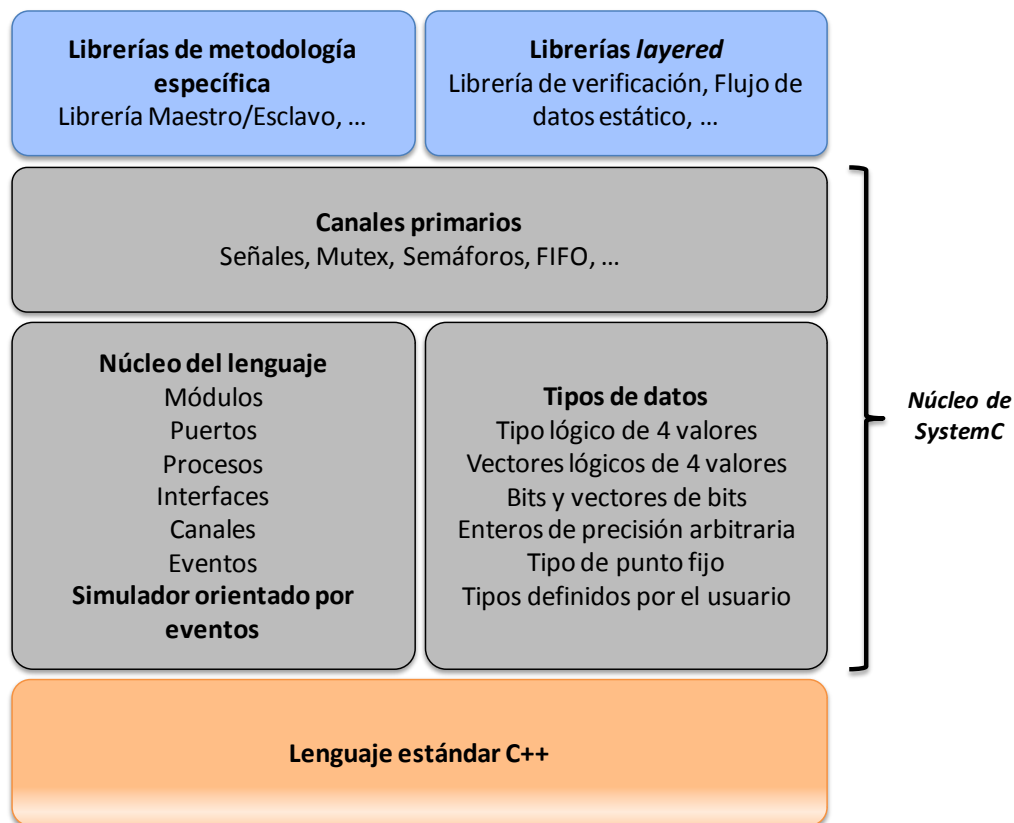 Librerías de metodología
específica
Librería Maestro/Esclavo, ...
Librerías layered
Librería de verificación, Flujo de
datos estático, ...
Canales primarios
Señales, Mutex, Semáforos, FIFO, ...
Núcleo del lenguaje
Módulos
Puertos
Procesos
Interfaces
Canales
Eventos
Simulador orientado por
eventos
Tipos de datos
Tipo lógico de 4 valores
Vectores lógicos de 4 valores
Bits y vectores de bits
Enteros de precisión arbitraria
Tipo de punto fijo
Tipos definidos por el usuario
Núcleo de
SystemC
Lenguaje estándar C++